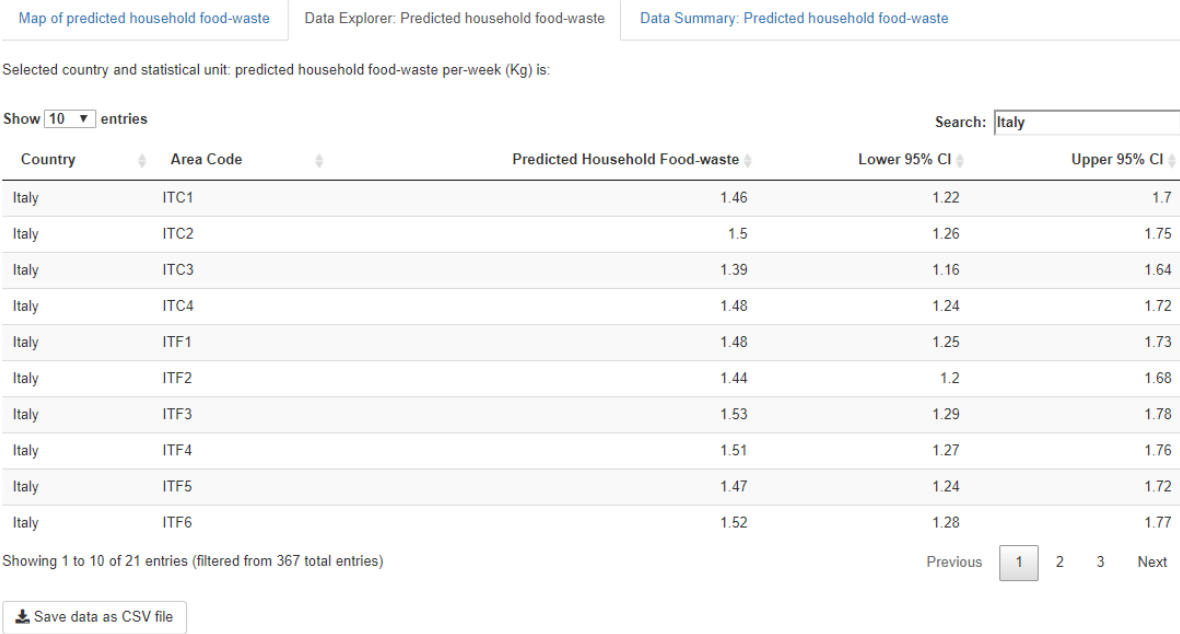 Map of predicted household food-waste Data Explorer: Predicted household food-waste Data Summary: Predicted household food-waste
Selected country and statistical unit: predicted household food-waste per-week (Kg) is:
Show 10 entries Search: Italy
Country Area Code Predicted Household Food-waste Lower 95% CI Upper 95% CI
Italy ITC1 1.46 1.22 1.7
Italy ITC2 1.5 1.26 1.75
Italy ITC3 1.39 1.16 1.64
Italy ITC4 1.48 1.24 1.72
Italy ITF1 1.48 1.25 1.73
Italy ITF2 1.44 1.2 1.68
Italy ITF3 1.53 1.29 1.78
Italy ITF4 1.51 1.27 1.76
Italy ITF5 1.47 1.24 1.72
Italy ITF6 1.52 1.28 1.77
Showing 1 to 10 of 21 entries (filtered from 367 total entries) Previous 1 2 3 Next
Save data as CSV file